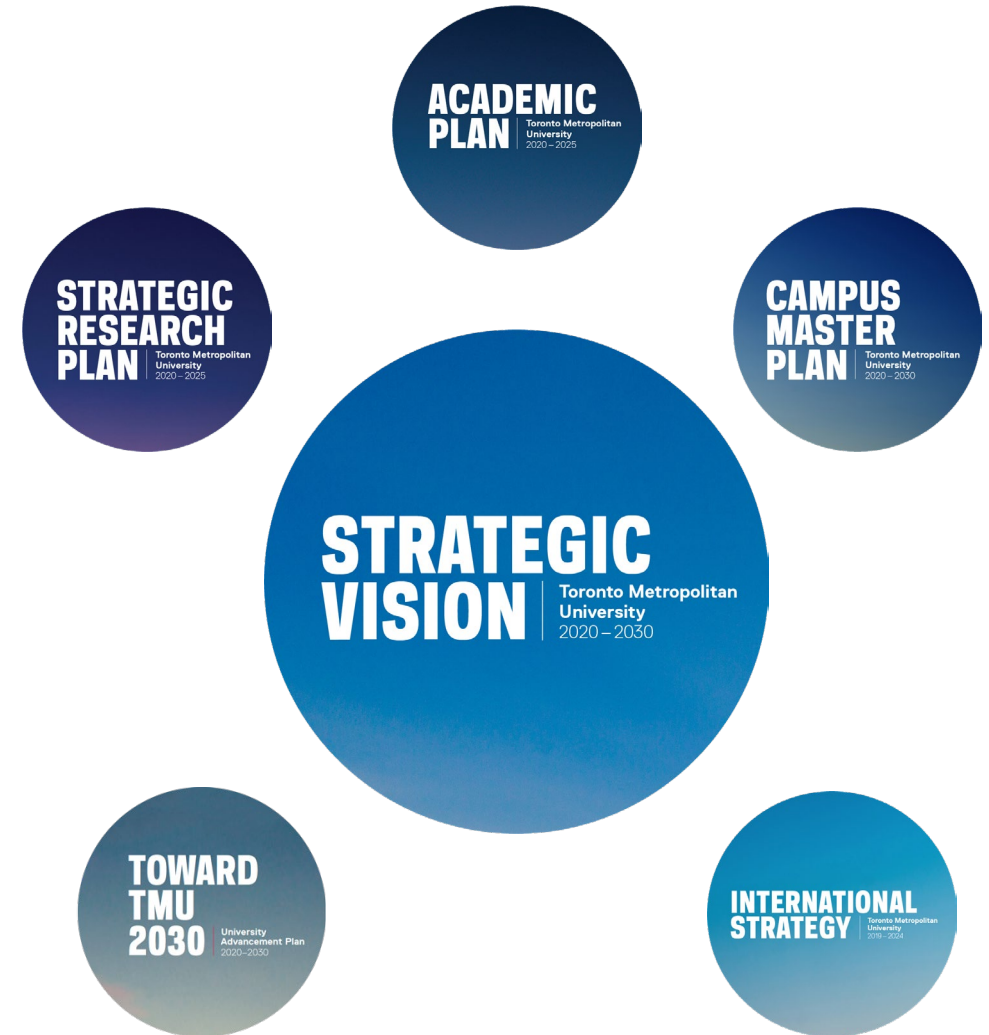 ACADEMIC
PLAN
Toronto Metropolitan
University
2020 – 2025
STRATEGIC
RESEARCH
PLAN
Toronto Metropolitan
University
2020 – 2025
CAMPUS
MASTER
PLAN
Toronto Metropolitan
University
2020 – 2030
STRATEGIC
VISION
Toronto Metropolitan
University
2020 – 2030
TOWARD
TMU
2030
University
Advancement Plan
2020–2030
INTERNATIONAL
STRATEGY
Toronto Metropolitan
University
2019 – 2024